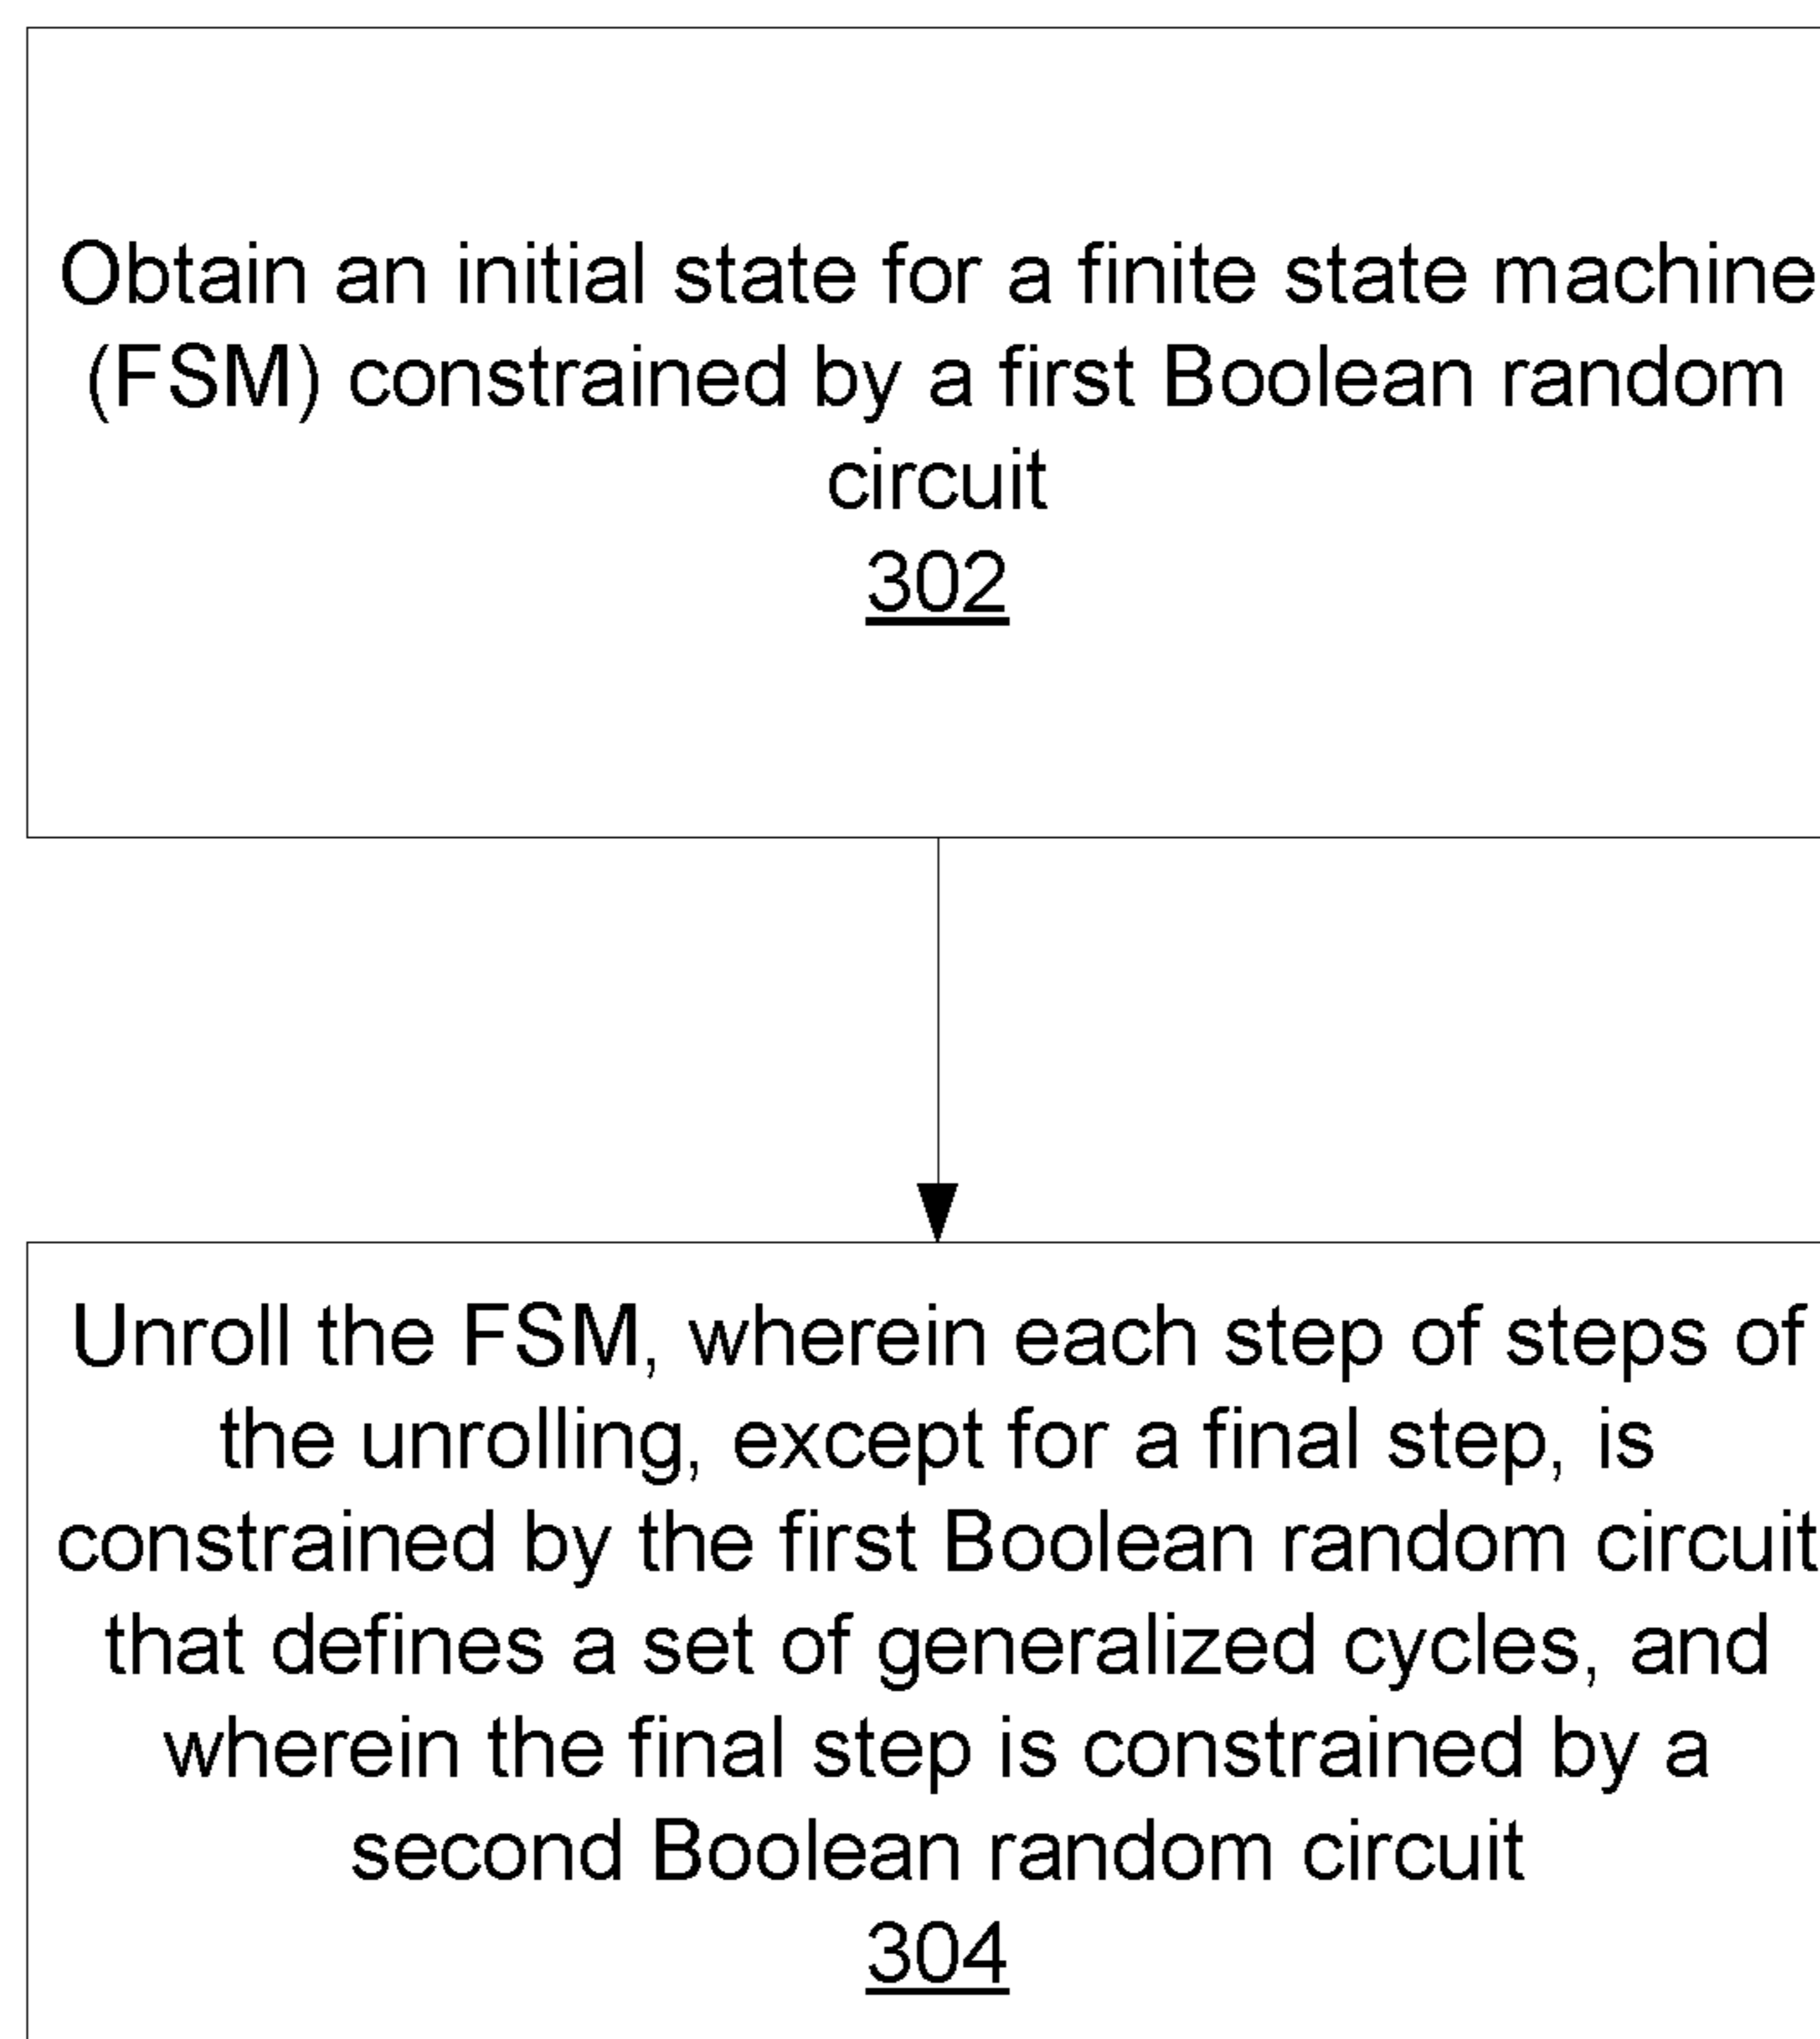 Obtain an initial state for a finite state machine
(FSM) constrained by a first Boolean random
circuit
302
Unroll the FSM, wherein each step of steps of
the unrolling, except for a final step, is
constrained by the first Boolean random circuit
that defines a set of generalized cycles, and
wherein the final step is constrained by a
second Boolean random circuit
304